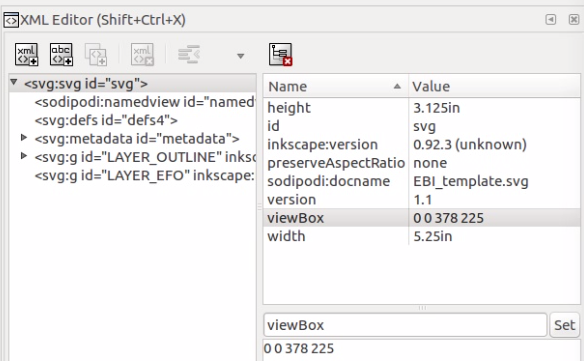 XML Editor (Shift+Ctrl+X)
xml
abc
xml
<svg:svg id="svg">
<sodipodi:namedview id="named
<svg:defs id="defs4">
<svg:metadata id="metadata">
<svg:g id="LAYER_OUTLINE" inksc
<svg:g id="LAYER_EFO" inkscape:
Name Value
height 3.125in
id svg
inkscape:version 0.92.3 (unknown)
preserveAspectRatio none
sodipodi:docname EBI_template.svg
version 1.1
viewBox 0 0 378 225
width 5.25in
viewBox Set
0 0 378 225